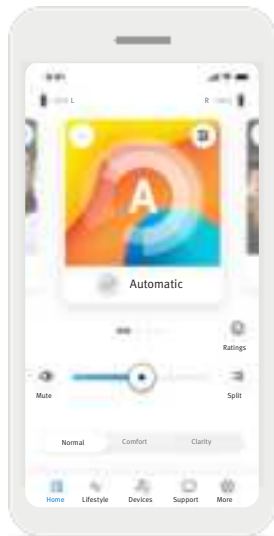 L R
A
Automatic
Ratings
Mute Split
Normal Comfort Clarity
Home Lifestyle Devices Support More